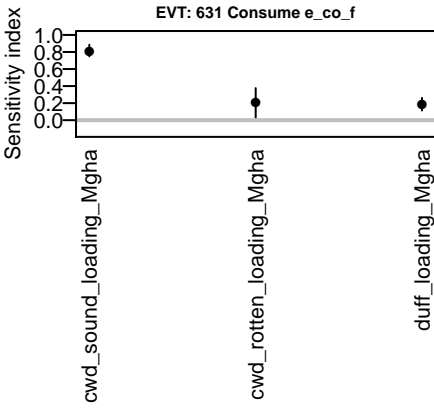 EVT: 631 Consume e_co_f
Sensitivity index
1.0
0.8
0.6
0.4
0.2
0.0
cwd_sound_loading_Mgha
cwd_rotten_loading_Mgha
duff_loading_Mgha